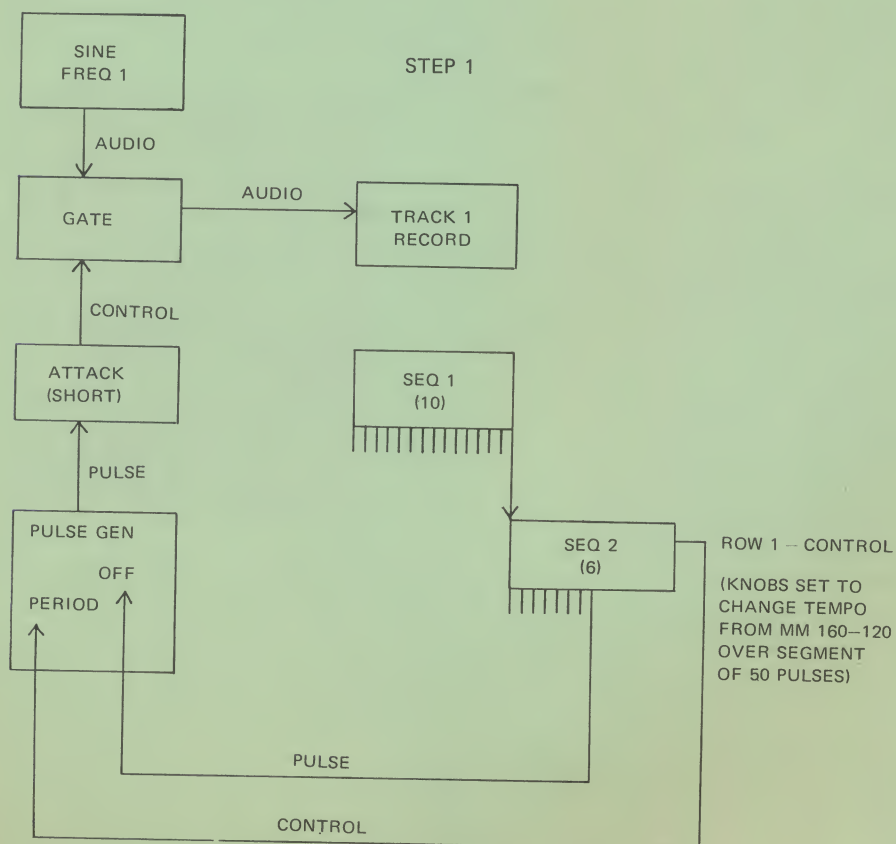 SINE
FREQ 1
STEP 1
AUDIO
GATE
AUDIO
TRACK 1
RECORD
CONTROL
ATTACK
(SHORT)
SEQ 1
(10)
PULSE
PULSE GEN
OFF
PERIOD
SEQ 2
(6)
ROW 1 — CONTROL
(KNOBS SET TO
CHANGE TEMPO
FROM MM 160–120
OVER SEGMENT
OF 50 PULSES)
PULSE
CONTROL